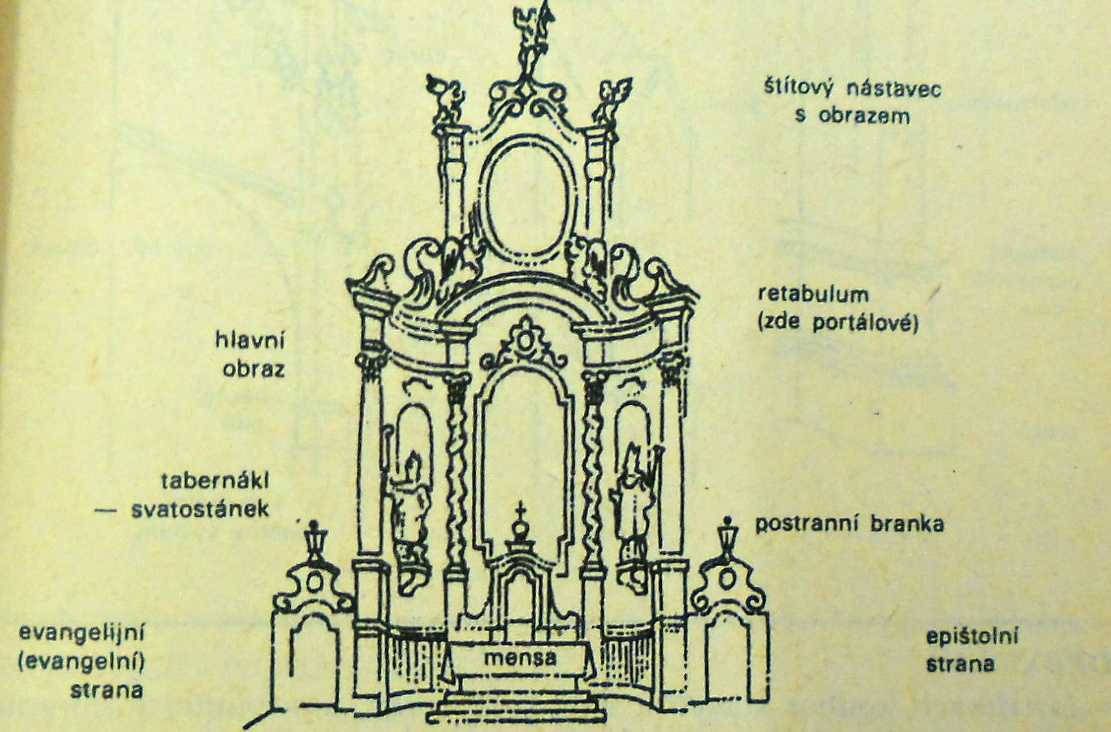 štítový nástavec
s obrazem
retabulum
(zde portálové)
hlavní
obraz
tabernákl
— svatostánek
postranní branka
evangelijní
(evangelní)
strana
mensa
epištolní
strana